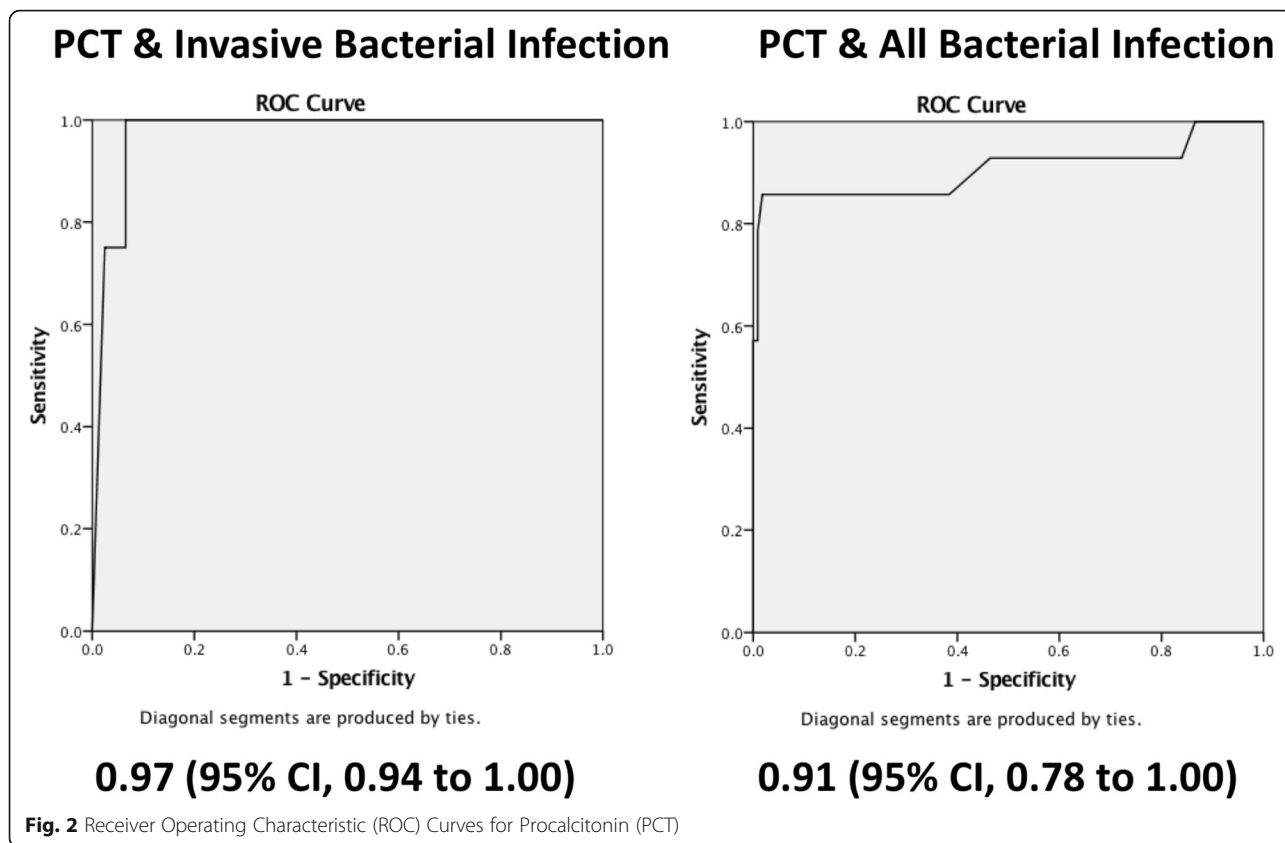 PCT & Invasive Bacterial Infection
ROC Curve
1.0
0.8
0.6
0.4
0.2
0.0
Sensitivity
0.0 0.2 0.4 0.6 0.8 1.0
1 - Specificity
Diagonal segments are produced by ties.
0.97 (95% CI, 0.94 to 1.00)
PCT & All Bacterial Infection
ROC Curve
1.0
0.8
0.6
0.4
0.2
0.0
Sensitivity
0.0 0.2 0.4 0.6 0.8 1.0
1 - Specificity
Diagonal segments are produced by ties.
0.91 (95% CI, 0.78 to 1.00)
Fig. 2 Receiver Operating Characteristic (ROC) Curves for Procalcitonin (PCT)